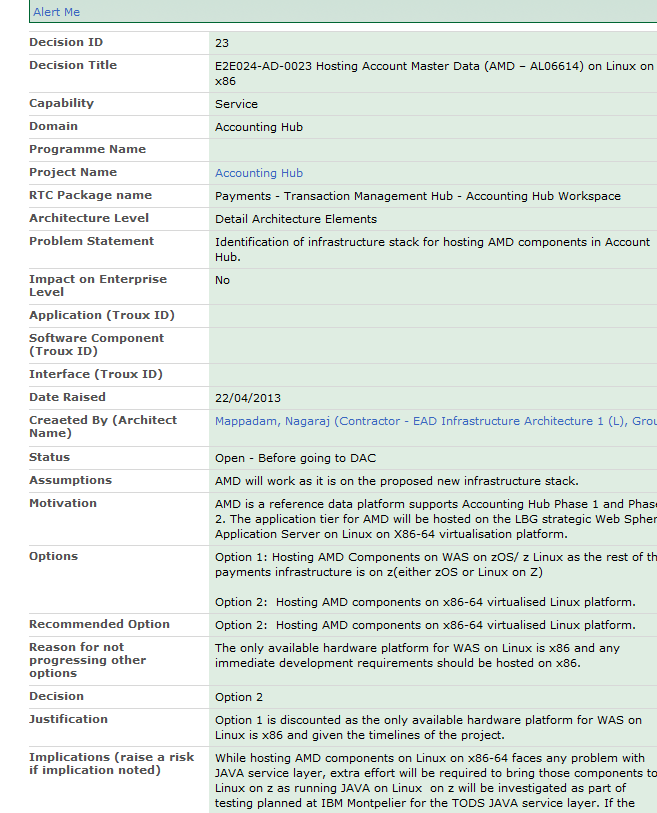 Alert Me
Decision ID 23
Decision Title E2E024-AD-0023 Hosting Account Master Data (AMD – AL06614) on Linux on
x86
Capability Service
Domain Accounting Hub
Programme Name
Project Name Accounting Hub
RTC Package name Payments - Transaction Management Hub - Accounting Hub Workspace
Architecture Level Detail Architecture Elements
Problem Statement Identification of infrastructure stack for hosting AMD components in Account
Hub.
Impact on Enterprise No
Level
Application (Troux ID)
Software Component
(Troux ID)
Interface (Troux ID)
Date Raised 22/04/2013
Creaeted By (Architect Mappadam, Nagaraj (Contractor - EAD Infrastructure Architecture 1 (L), Grou
Name)
Status Open - Before going to DAC
Assumptions AMD will work as it is on the proposed new infrastructure stack.
Motivation AMD is a reference data platform supports Accounting Hub Phase 1 and Phase
2. The application tier for AMD will be hosted on the LBG strategic Web Spher
Application Server on Linux on X86-64 virtualisation platform.
Options Option 1: Hosting AMD Components on WAS on zOS/ z Linux as the rest of th
payments infrastructure is on z(either zOS or Linux on Z)
Option 2:  Hosting AMD components on x86-64 virtualised Linux platform.
Recommended Option Option 2:  Hosting AMD components on x86-64 virtualised Linux platform.
Reason for not The only available hardware platform for WAS on Linux is x86 and any
progressing other immediate development requirements should be hosted on x86.
options
Decision Option 2
Justification Option 1 is discounted as the only available hardware platform for WAS on
Linux is x86 and given the timelines of the project.
Implications (raise a risk While hosting AMD components on Linux on x86-64 faces any problem with
if implication noted) JAVA service layer, extra effort will be required to bring those components to
Linux on z as running JAVA on Linux  on z will be investigated as part of
testing planned at IBM Montpelier for the TODS JAVA service layer. If the